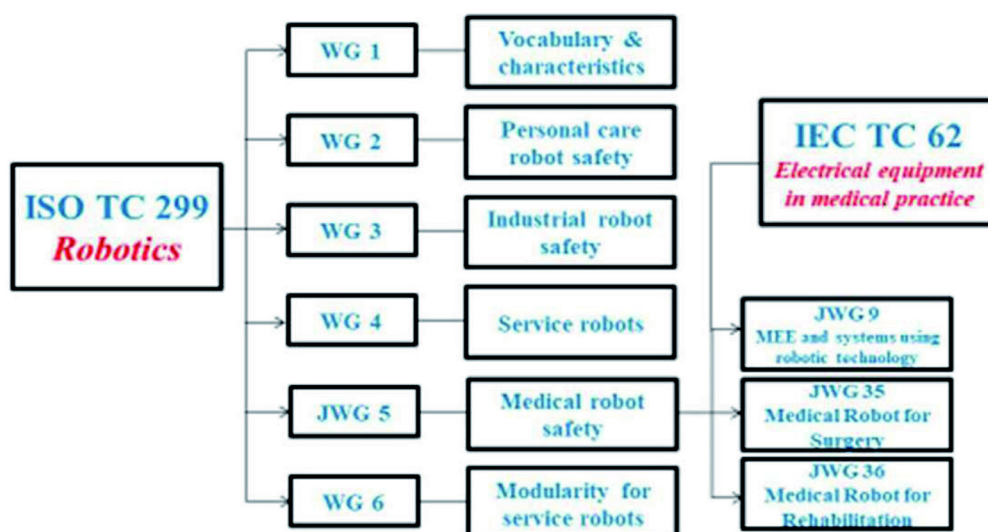 ISO TC 299
Robotics
WG 1
Vocabulary &
characteristics
WG 2
Personal care
robot safety
WG 3
Industrial robot
safety
WG 4
Service robots
JWG 5
Medical robot
safety
WG 6
Modularity for
service robots
IEC TC 62
Electrical equipment
in medical practice
JWG 9
MEE and systems using
robotic technology
JWG 35
Medical Robot for
Surgery
JWG 36
Medical Robot for
Rehabilitation